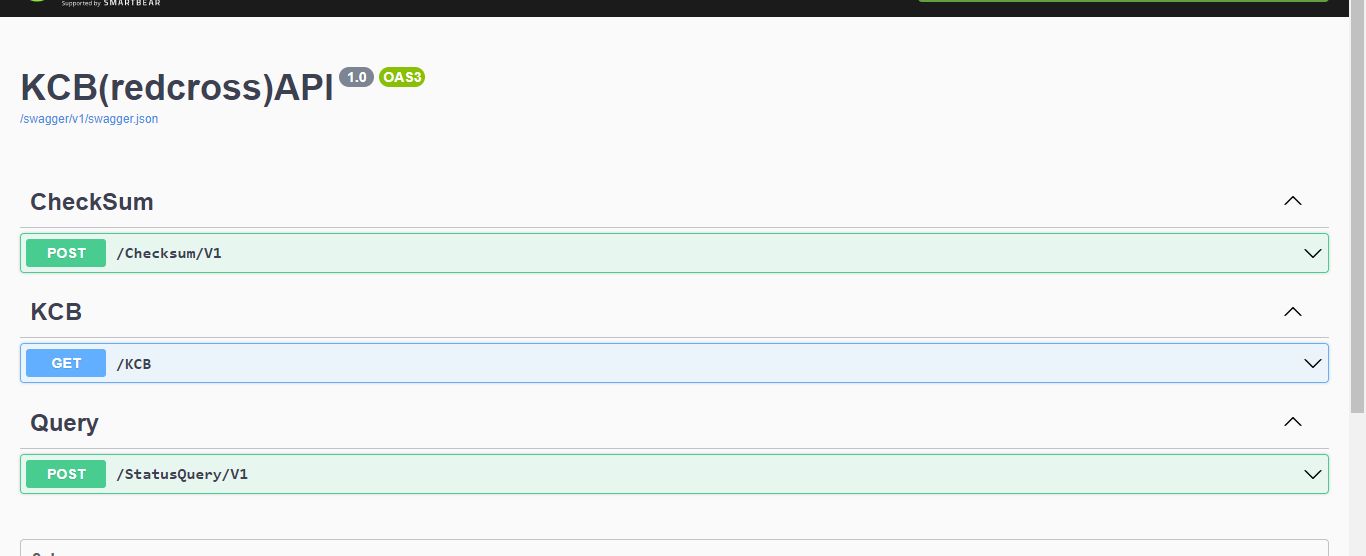 Supported by SMARTBEAR
KCB(redcross)API 1.0 OAS3
/swagger/v1/swagger.json
CheckSum
POST /Checksum/V1
KCB
GET /KCB
Query
POST /StatusQuery/V1